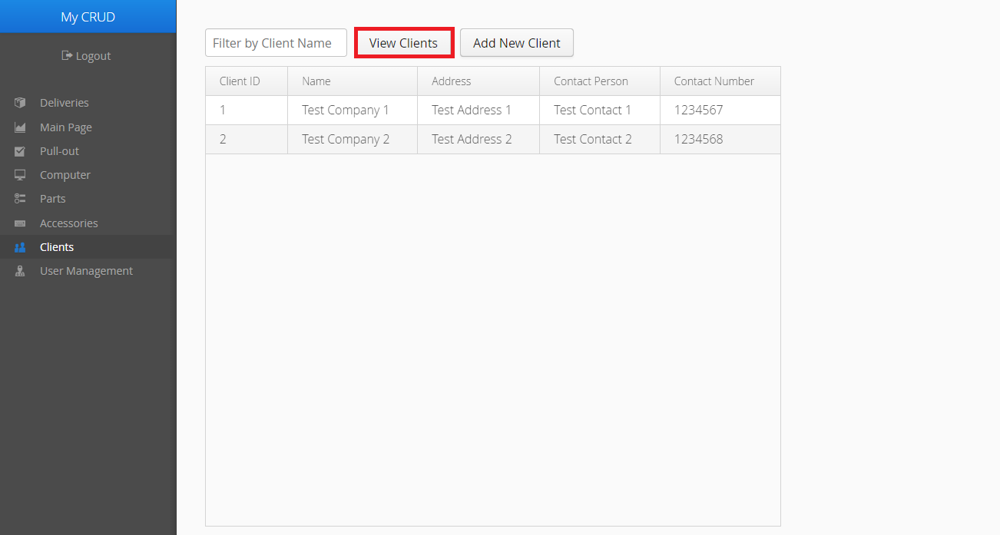 My CRUD
Logout
Deliveries
Main Page
Pull-out
Computer
Parts
Accessories
Clients
User Management
Filter by Client Name View Clients Add New Client
Client ID Name Address Contact Person Contact Number
1 Test Company 1 Test Address 1 Test Contact 1 1234567
2 Test Company 2 Test Address 2 Test Contact 2 1234568